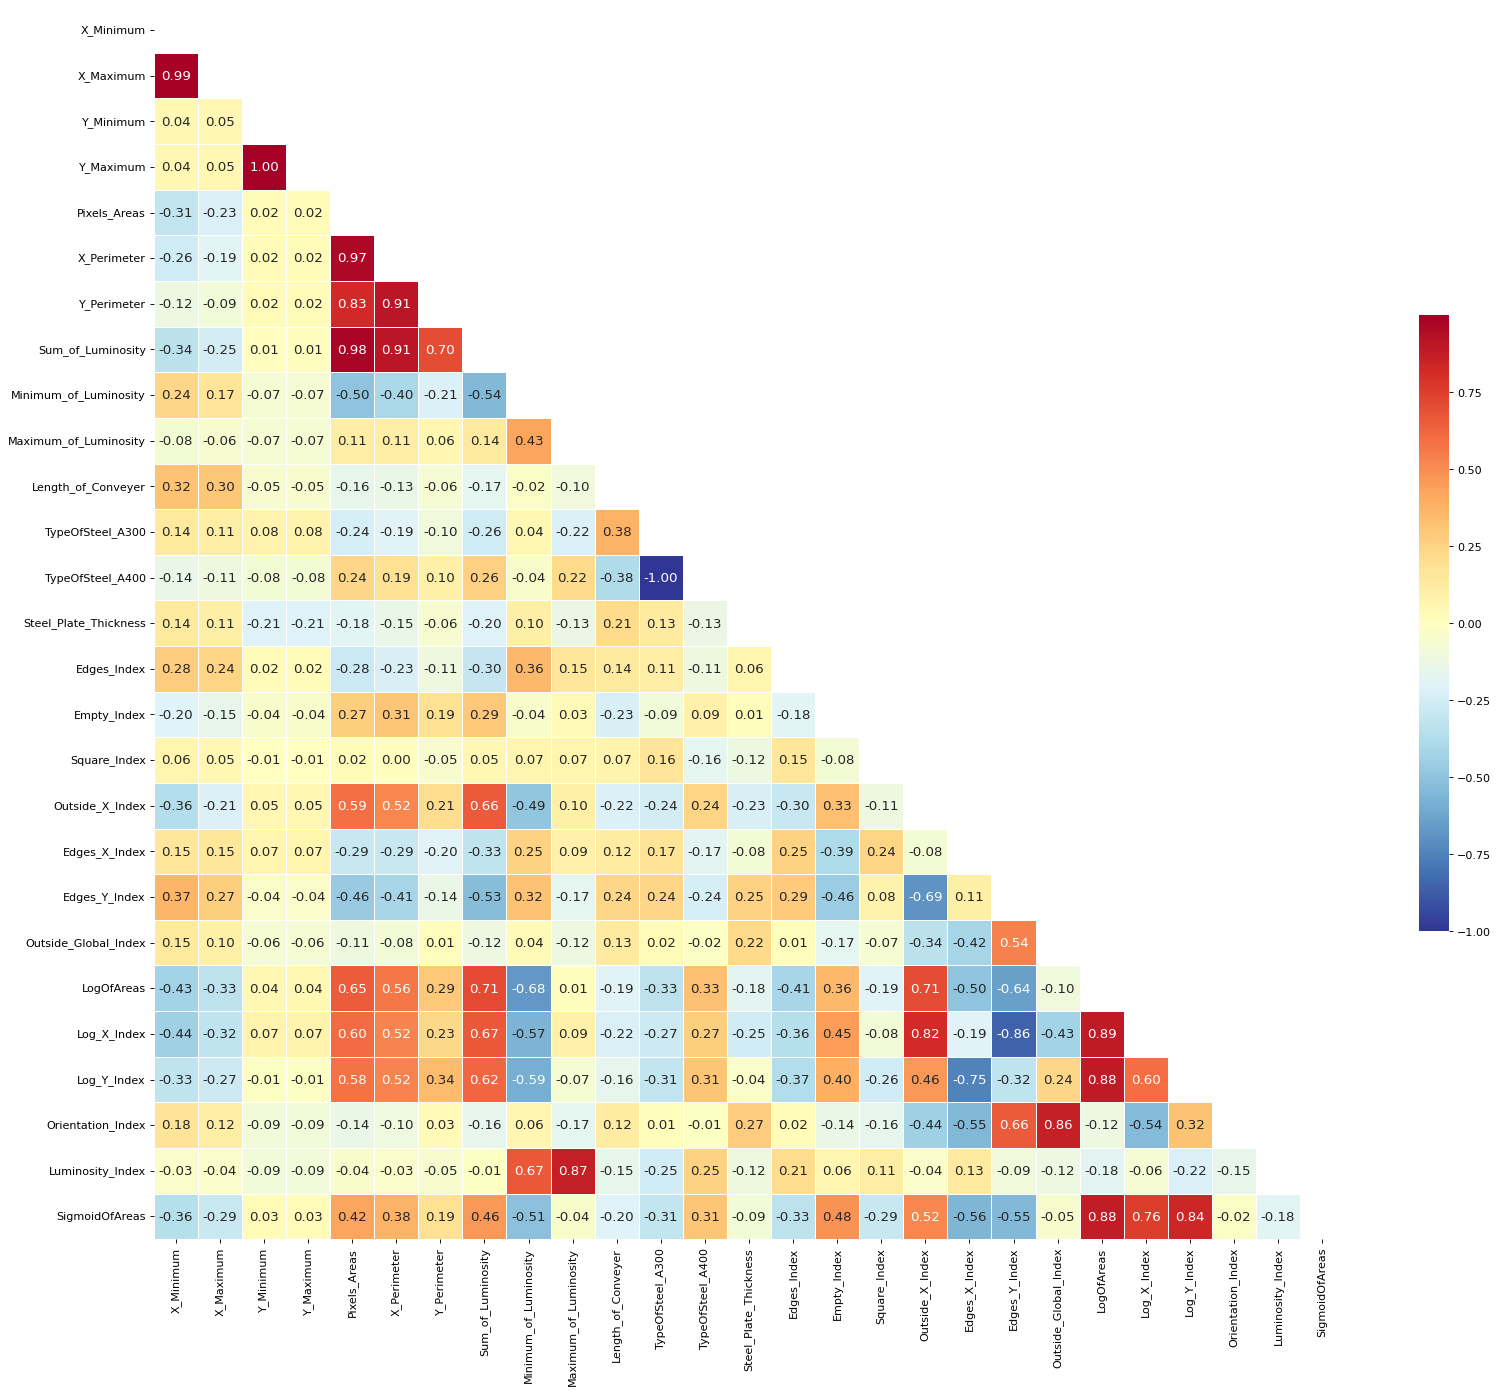 X_Minimum
X_Maximum 0.99
Y_Minimum 0.04 0.05
Y_Maximum 0.04 0.05 1.00
Pixels_Areas -0.31 -0.23 0.02 0.02
X_Perimeter -0.26 -0.19 0.02 0.02 0.97
Y_Perimeter -0.12 -0.09 0.02 0.02 0.83 0.91
Sum_of_Luminosity -0.34 -0.25 0.01 0.01 0.98 0.91 0.70
Minimum_of_Luminosity 0.24 0.17 -0.07 -0.07 -0.50 -0.40 -0.21 -0.54
Maximum_of_Luminosity -0.08 -0.06 -0.07 -0.07 0.11 0.11 0.06 0.14 0.43
Length_of_Conveyer 0.32 0.30 -0.05 -0.05 -0.16 -0.13 -0.06 -0.17 -0.02 -0.10
TypeOfSteel_A300 0.14 0.11 0.08 0.08 -0.24 -0.19 -0.10 -0.26 0.04 -0.22 0.38
TypeOfSteel_A400 -0.14 -0.11 -0.08 -0.08 0.24 0.19 0.10 0.26 -0.04 0.22 -0.38 -1.00
Steel_Plate_Thickness 0.14 0.11 -0.21 -0.21 -0.18 -0.15 -0.06 -0.20 0.10 -0.13 0.21 0.13 -0.13
Edges_Index 0.28 0.24 0.02 0.02 -0.28 -0.23 -0.11 -0.30 0.36 0.15 0.14 0.11 -0.11 0.06
Empty_Index -0.20 -0.15 -0.04 -0.04 0.27 0.31 0.19 0.29 -0.04 0.03 -0.23 -0.09 0.09 0.01 -0.18
Square_Index 0.06 0.05 -0.01 -0.01 0.02 0.00 -0.05 0.05 0.07 0.07 0.07 0.16 -0.16 -0.12 0.15 -0.08
Outside_X_Index -0.36 -0.21 0.05 0.05 0.59 0.52 0.21 0.66 -0.49 0.10 -0.22 -0.24 0.24 -0.23 -0.30 0.33 -0.11
Edges_X_Index 0.15 0.15 0.07 0.07 -0.29 -0.29 -0.20 -0.33 0.25 0.09 0.12 0.17 -0.17 -0.08 0.25 -0.39 0.24 -0.08
Edges_Y_Index 0.37 0.27 -0.04 -0.04 -0.46 -0.41 -0.14 -0.53 0.32 -0.17 0.24 0.24 -0.24 0.25 0.29 -0.46 0.08 -0.69 0.11
Outside_Global_Index 0.15 0.10 -0.06 -0.06 -0.11 -0.08 0.01 -0.12 0.04 -0.12 0.13 0.02 -0.02 0.22 0.01 -0.17 -0.07 -0.34 -0.42 0.54
LogOfAreas -0.43 -0.33 0.04 0.04 0.65 0.56 0.29 0.71 -0.68 0.01 -0.19 -0.33 0.33 -0.18 -0.41 0.36 -0.19 0.71 -0.50 -0.64 -0.10
Log_X_Index -0.44 -0.32 0.07 0.07 0.60 0.52 0.23 0.67 -0.57 0.09 -0.22 -0.27 0.27 -0.25 -0.36 0.45 -0.08 0.82 -0.19 -0.86 -0.43 0.89
Log_Y_Index -0.33 -0.27 -0.01 -0.01 0.58 0.52 0.34 0.62 -0.59 -0.07 -0.16 -0.31 0.31 -0.04 -0.37 0.40 -0.26 0.46 -0.75 -0.32 0.24 0.88 0.60
Orientation_Index 0.18 0.12 -0.09 -0.09 -0.14 -0.10 0.03 -0.16 0.06 -0.17 0.12 0.01 -0.01 0.27 0.02 -0.14 -0.16 -0.44 -0.55 0.66 0.86 -0.12 -0.54 0.32
Luminosity_Index -0.03 -0.04 -0.09 -0.09 -0.04 -0.03 -0.05 -0.01 0.67 0.87 -0.15 -0.25 0.25 -0.12 0.21 0.06 0.11 -0.04 0.13 -0.09 -0.12 -0.18 -0.06 -0.22 -0.15
SigmoidOfAreas -0.36 -0.29 0.03 0.03 0.42 0.38 0.19 0.46 -0.51 -0.04 -0.20 -0.31 0.31 -0.09 -0.33 0.48 -0.29 0.52 -0.56 -0.55 -0.05 0.88 0.76 0.84 -0.02 -0.18
X_Minimum
X_Maximum
Y_Minimum
Y_Maximum
Pixels_Areas
X_Perimeter
Y_Perimeter
Sum_of_Luminosity
Minimum_of_Luminosity
Maximum_of_Luminosity
Length_of_Conveyer
TypeOfSteel_A300
TypeOfSteel_A400
Steel_Plate_Thickness
Edges_Index
Empty_Index
Square_Index
Outside_X_Index
Edges_X_Index
Edges_Y_Index
Outside_Global_Index
LogOfAreas
Log_X_Index
Log_Y_Index
Orientation_Index
Luminosity_Index
SigmoidOfAreas
0.75
0.50
0.25
0.00
−0.25
−0.50
−0.75
−1.00